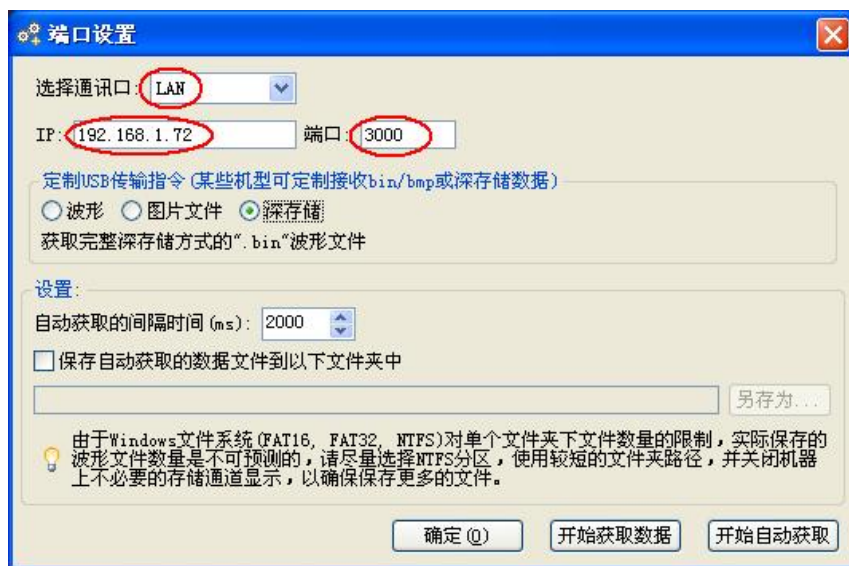 端口设置
选择通讯口: LAN
IP: 192.168.1.72 端口: 3000
定制USB传输指令(某些机型可定制接收bin/bmp或深存储数据)
波形 图片文件 深存储
获取完整深存储方式的".bin"波形文件
设置:
自动获取的间隔时间(ms): 2000
保存自动获取的数据文件到以下文件夹中
另存为...
由于Windows文件系统(FAT16, FAT32, NTFS)对单个文件夹下文件数量的限制，实际保存的
波形文件数量是不可预测的，请尽量选择NTFS分区，使用较短的文件夹路径，并关闭机器
上不必要的存储通道显示，以确保保存更多的文件。
确定(O) 开始获取数据 开始自动获取